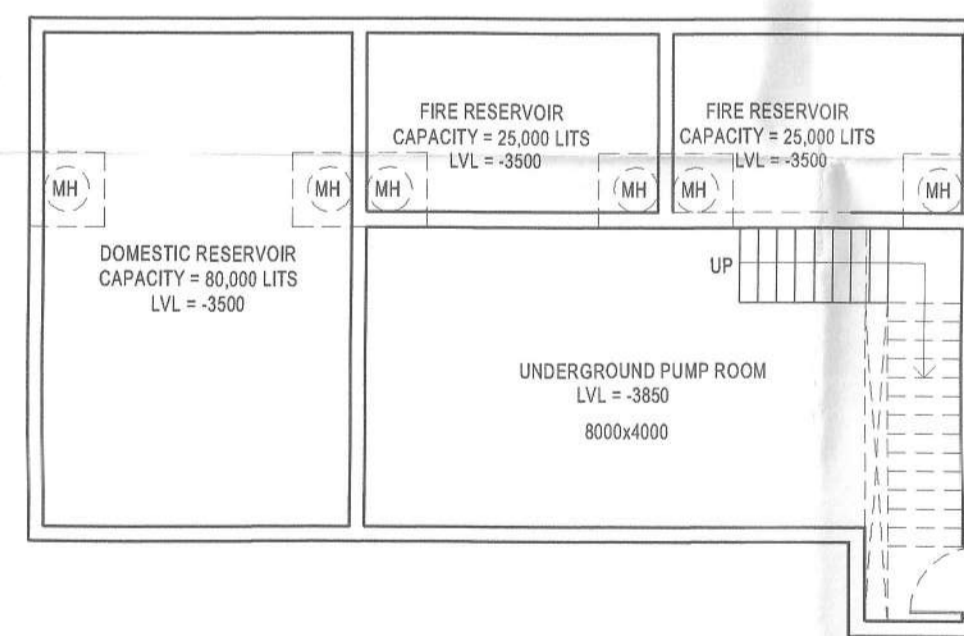 FIRE RESERVOIR
CAPACITY = 25,000 LITS
LVL = -3500
FIRE RESERVOIR
CAPACITY = 25,000 LITS
LVL = -3500
MH
MH
MH
MH
MH
MH
DOMESTIC RESERVOIR
CAPACITY = 80,000 LITS
LVL = -3500
UP
UNDERGROUND PUMP ROOM
LVL = -3850
8000x4000